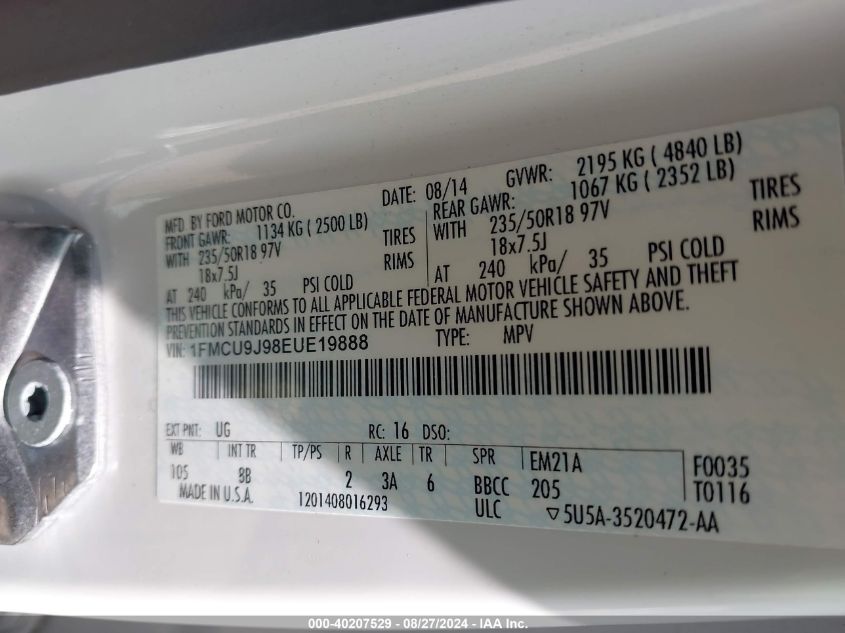 MFD BY FORD MOTOR CO. DATE: 08/14 GVWR: 2195 KG ( 4840 LB)
FRONT GAWR: 1134 KG ( 2500 LB) REAR GAWR: 1067 KG ( 2352 LB)
WITH 235/50R18 97V TIRES WITH 235/50R18 97V TIRES
18x7.5J RIMS 18x7.5J RIMS
AT 240 kPa/ 35 PSI COLD AT 240 kPa/ 35 PSI COLD
THIS VEHICLE CONFORMS TO ALL APPLICABLE FEDERAL MOTOR VEHICLE SAFETY AND THEFT
PREVENTION STANDARDS IN EFFECT ON THE DATE OF MANUFACTURE SHOWN ABOVE.
VIN: 1FMCU9J98EUE19888 TYPE: MPV
EXT PNT: UG RC: 16 DSO:
WB INT TR TP/PS R AXLE TR SPR EM21A F0035
105 8B 2 3A 6 BBCC 205 T0116
MADE IN U.S.A. 1201408016293 ULC ▽5U5A-3520472-AA
000-40207529 - 08/27/2024 - IAA Inc.